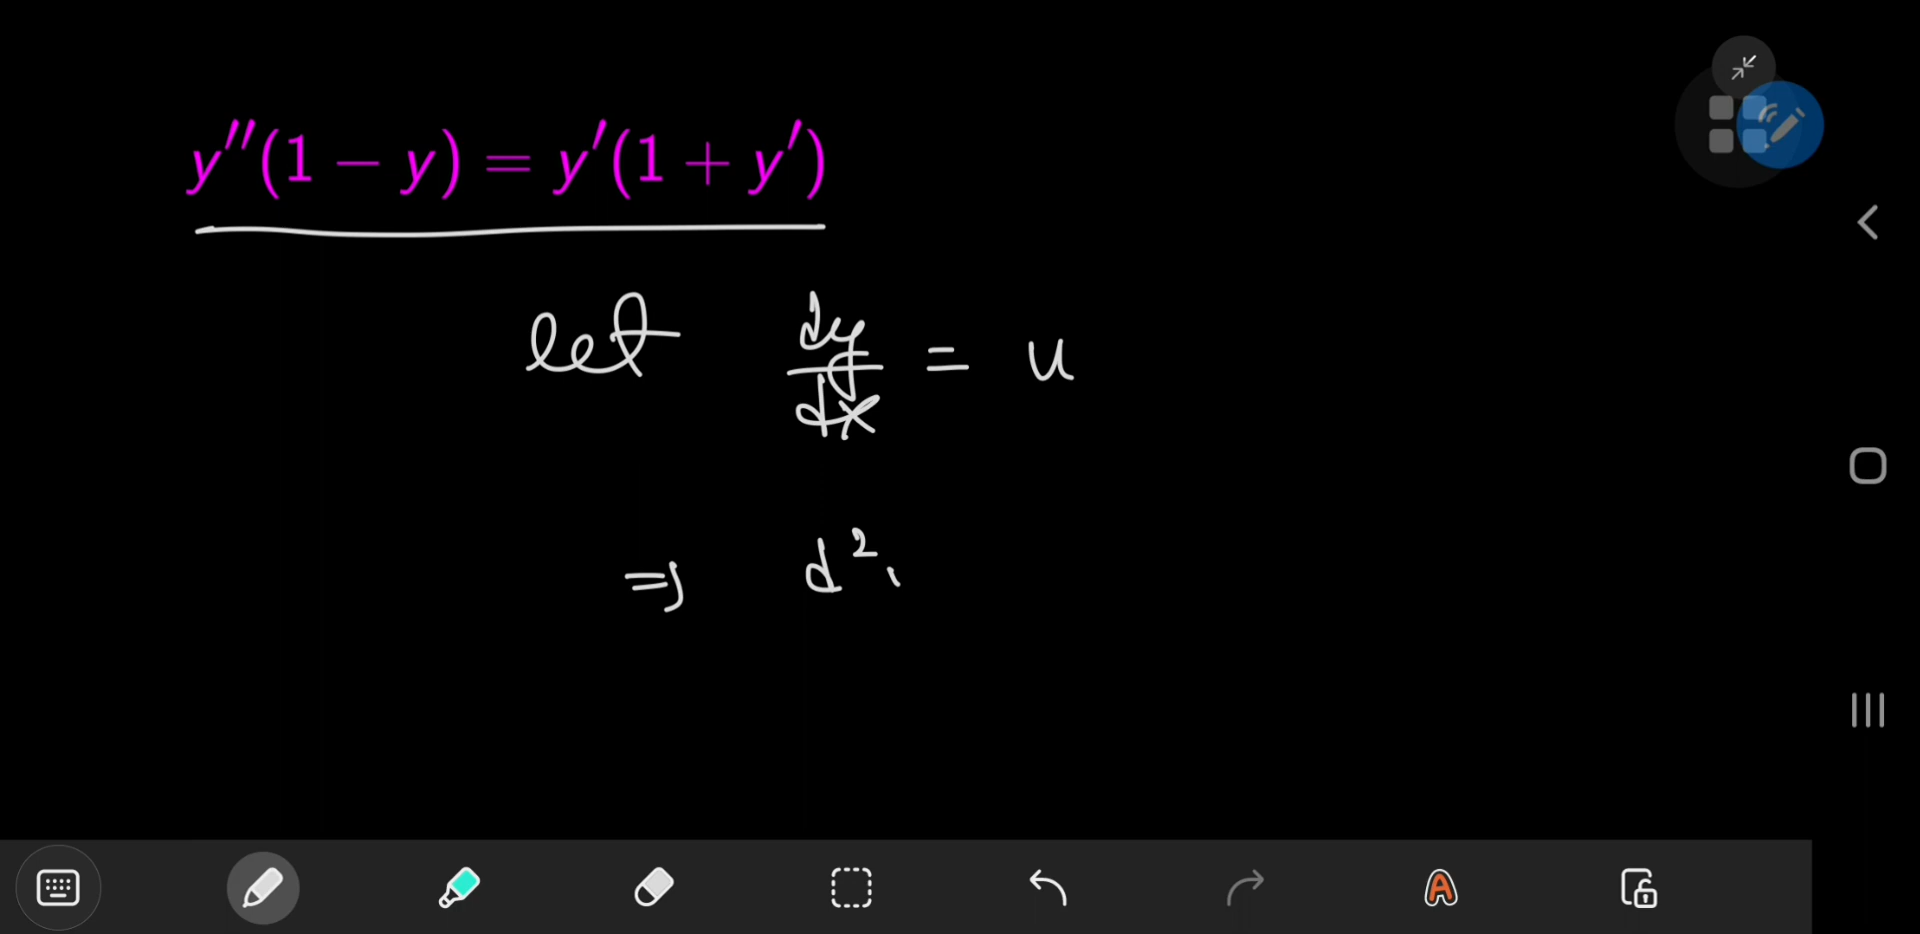 y''(1 − y) = y'(1 + y')
let dy/dx = u
⇒ d²